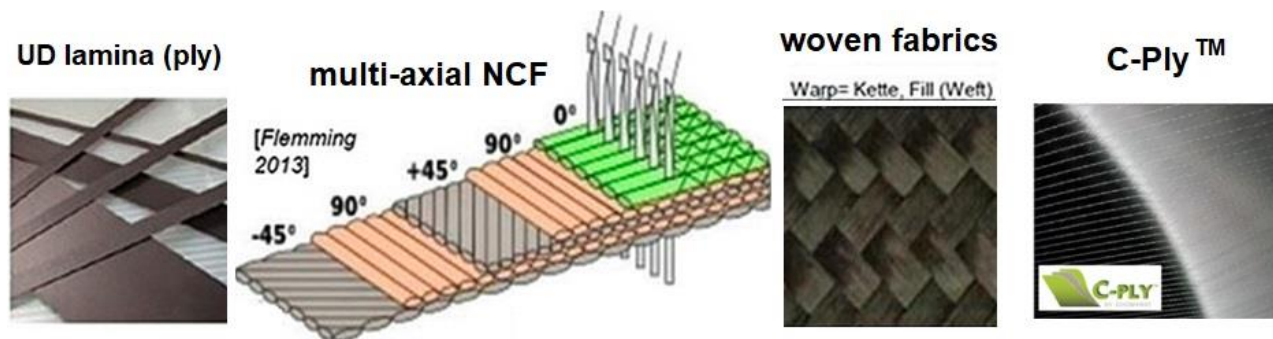 UD lamina (ply)
multi-axial NCF
[Flemming
2013]
-45°
90°
+45°
90°
0°
woven fabrics
Warp= Kette, Fill (Weft)
C-Ply™
C-PLY™